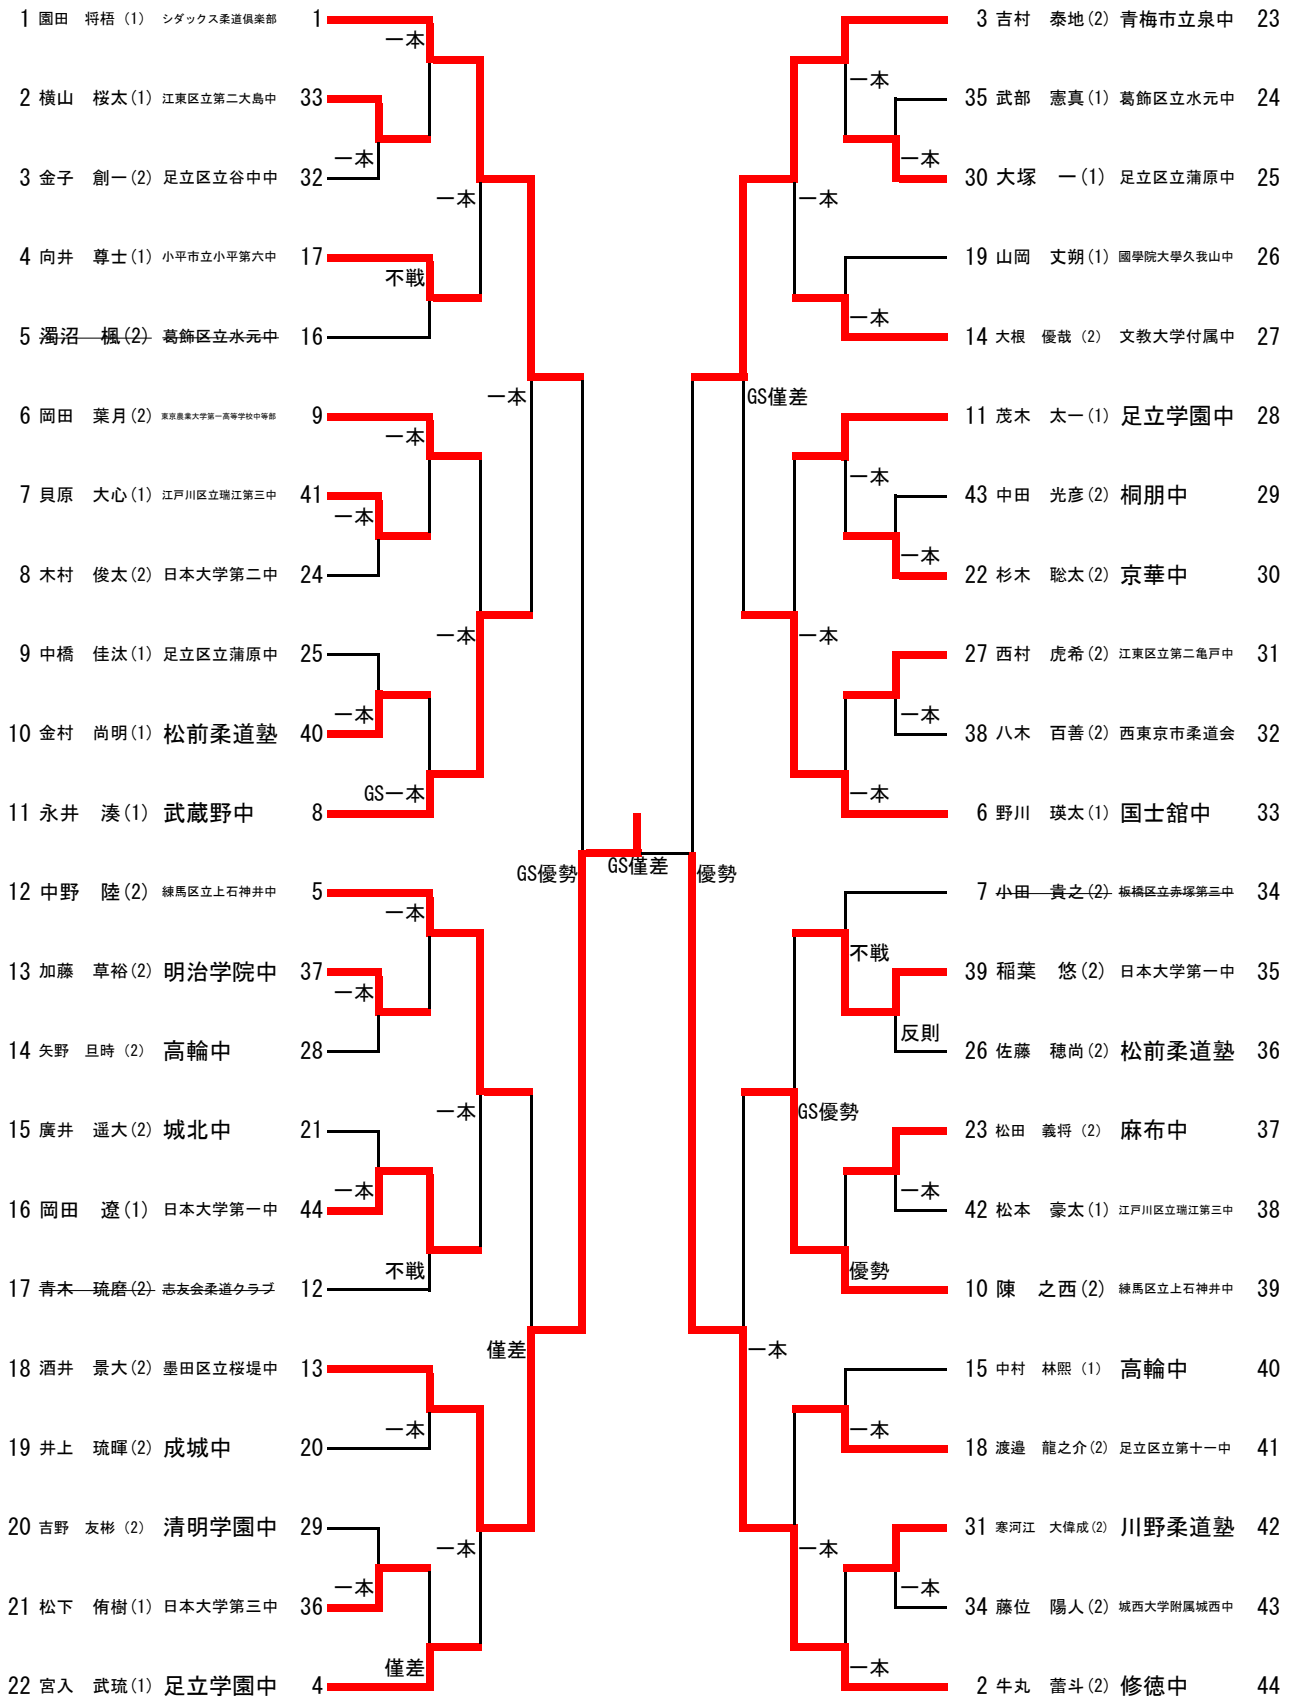 1 園田 将梧 (1) シダックス柔道倶楽部 1
2 横山 桜太(1) 江東区立第二大島中 33
3 金子 創一(2) 足立区立谷中中 32
4 向井 尊士(1) 小平市立小平第六中 17
5 濁沼 楓(2) 葛飾区立水元中 16
6 岡田 葉月(2) 東京農業大学第一高等学校中等部 9
7 貝原 大心(1) 江戸川区立瑞江第三中 41
8 木村 俊太(2) 日本大学第二中 24
9 中橋 佳汰(1) 足立区立蒲原中 25
10 金村 尚明(1) 松前柔道塾 40
11 永井 湊(1) 武蔵野中 8
12 中野 陸(2) 練馬区立上石神井中 5
13 加藤 草裕(2) 明治学院中 37
14 矢野 旦時 (2) 高輪中 28
15 廣井 遥大(2) 城北中 21
16 岡田 遼(1) 日本大学第一中 44
17 青木 琉磨(2) 志友会柔道クラブ 12
18 酒井 景大(2) 墨田区立桜堤中 13
19 井上 琉暉(2) 成城中 20
20 吉野 友彬 (2) 清明学園中 29
21 松下 侑樹(1) 日本大学第三中 36
22 宮入 武琉(1) 足立学園中 4
一本
一本
一本
不戦
一本
一本
一本
一本
一本
GS一本
GS優勢
一本
一本
一本
一本
不戦
僅差
一本
一本
一本
僅差
GS僅差
3 吉村 泰地(2) 青梅市立泉中 23
35 武部 憲真(1) 葛飾区立水元中 24
30 大塚 一(1) 足立区立蒲原中 25
19 山岡 丈朔(1) 國學院大學久我山中 26
14 大根 優哉 (2) 文教大学付属中 27
11 茂木 太一(1) 足立学園中 28
43 中田 光彦(2) 桐朋中 29
22 杉木 聡太(2) 京華中 30
27 西村 虎希(2) 江東区立第二亀戸中 31
38 八木 百善(2) 西東京市柔道会 32
6 野川 瑛太(1) 国士舘中 33
7 小田 貴之(2) 板橋区立赤塚第三中 34
39 稲葉 悠(2) 日本大学第一中 35
26 佐藤 穂尚(2) 松前柔道塾 36
23 松田 義将 (2) 麻布中 37
42 松本 豪太(1) 江戸川区立瑞江第三中 38
10 陳 之西(2) 練馬区立上石神井中 39
15 中村 林熙 (1) 高輪中 40
18 渡邉 龍之介(2) 足立区立第十一中 41
31 寒河江 大偉成(2) 川野柔道塾 42
34 藤位 陽人(2) 城西大学附属城西中 43
2 牛丸 蕾斗(2) 修徳中 44
一本
一本
一本
一本
GS僅差
一本
一本
一本
一本
一本
優勢
不戦
反則
GS優勢
一本
優勢
一本
一本
一本
一本
一本